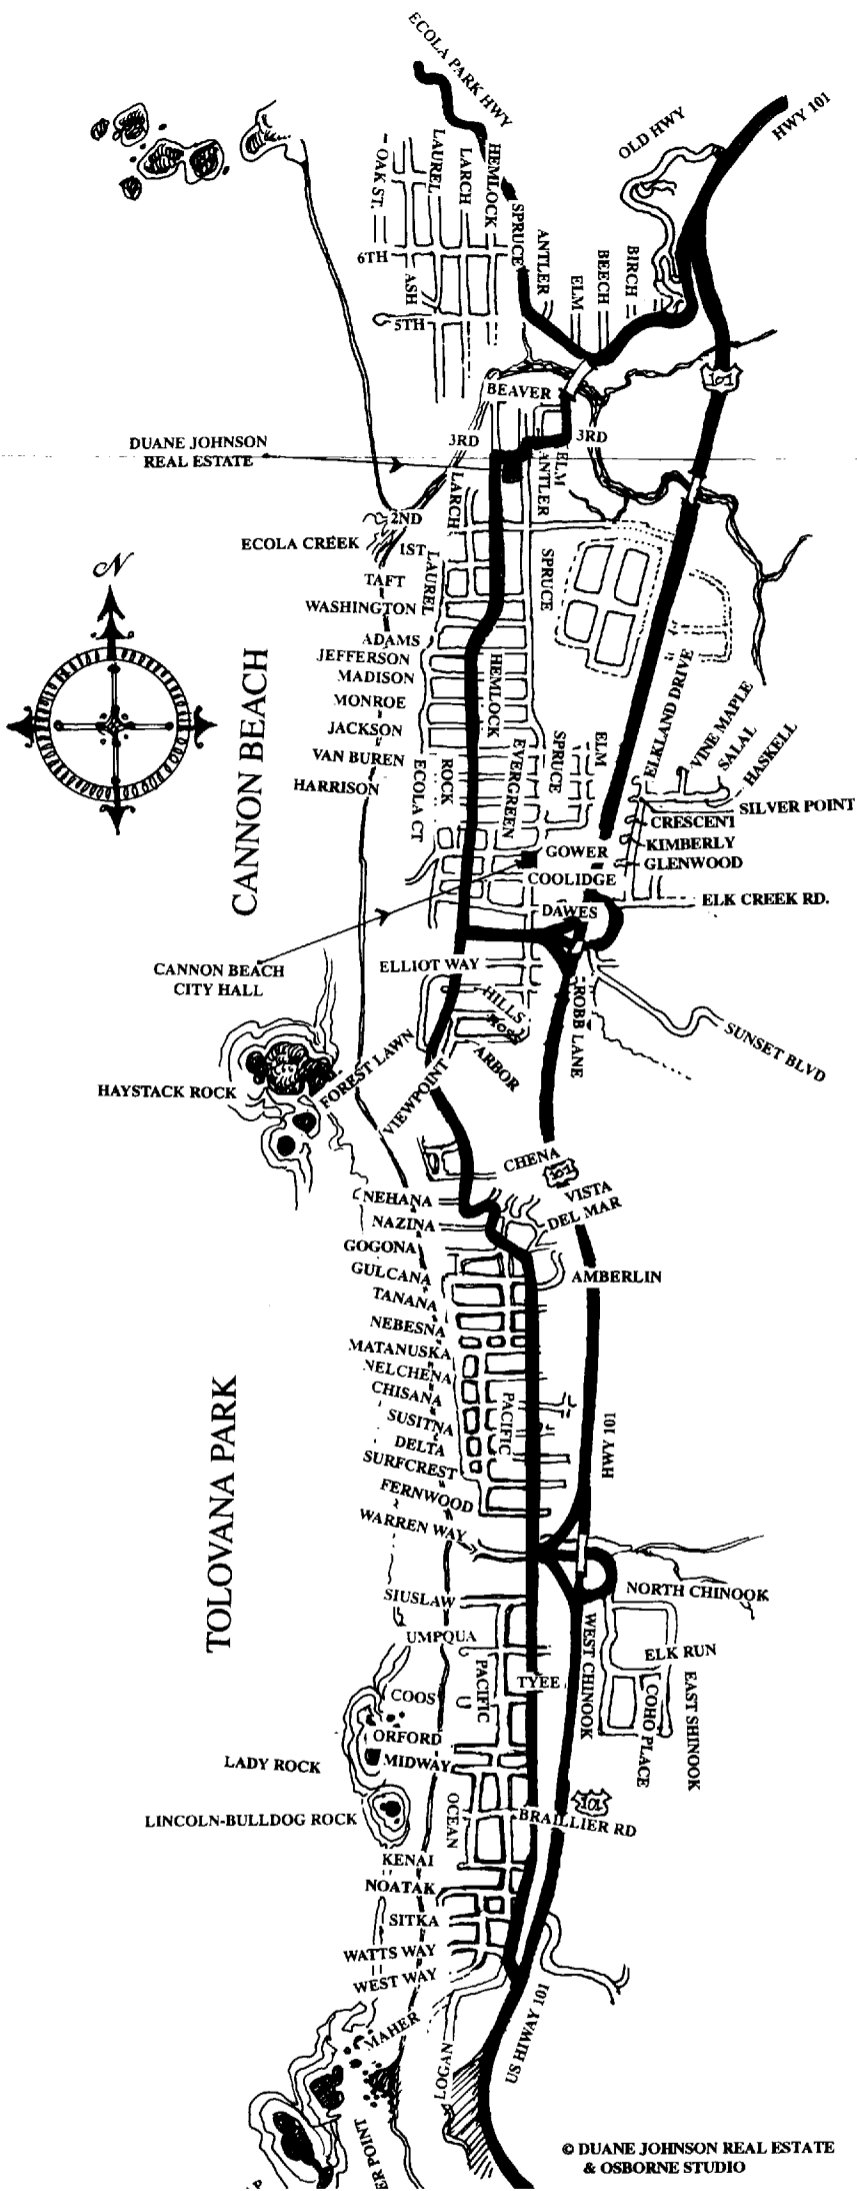 ECOLA PARK HWY
HWY 101
OLD HWY
OAK ST.
LAUREL
LARCH
HEMLOCK
SPRUCE
ANTLER
ELM
BEECH
BIRCH
6TH
ASH
5TH
101
BEAVER
3RD
3RD
DUANE JOHNSON
REAL ESTATE
ELM
ANTLER
LARCH
2ND
ECOLA CREEK
1ST
LAUREL
SPRUCE
N
TAFT
WASHINGTON
ADAMS
JEFFERSON
MADISON
HEMLOCK
MONROE
JACKSON
VAN BUREN
HARRISON
ECOLA CT
ROCK
EVERGREEN
SPRUCE
ELM
ELKLAND DRIVE
VINE MAPLE
SALAL
HASKELL
SILVER POINT
CRESCENT
KIMBERLY
GLENWOOD
CANNON BEACH
GOWER
COOLIDGE
DAWES
ELK CREEK RD.
CANNON BEACH
CITY HALL
ELLIOT WAY
HILLS
ROBB LANE
SUNSET BLVD
ARBOR
FOREST LAWN
VIEWPOINT
HAYSTACK ROCK
CHENA
101
VISTA
DEL MAR
NEHANA
NAZINA
GOGONA
GULCANA
AMBERLIN
TANANA
NEBESNA
MATANUSKA
NELCHENA
CHISANA
SUSITNA
PACIFIC
HWY 101
DELTA
SURFCREST
FERNWOOD
WARREN WAY
TOLOVANA PARK
NORTH CHINOOK
SIUSLAW
UMPQUA
WEST CHINOOK
ELK RUN
PACIFIC
TYEE
COHO PLACE
EAST SHINOOK
COOS
ORFORD
MIDWAY
LADY ROCK
101
LINCOLN-BULLDOG ROCK
OCEAN
BRAILLIER RD
KENAI
NOATAK
SITKA
WATTS WAY
WEST WAY
MAHER
LOGAN
US HIWAY 101
ER POINT
© DUANE JOHNSON REAL ESTATE
& OSBORNE STUDIO